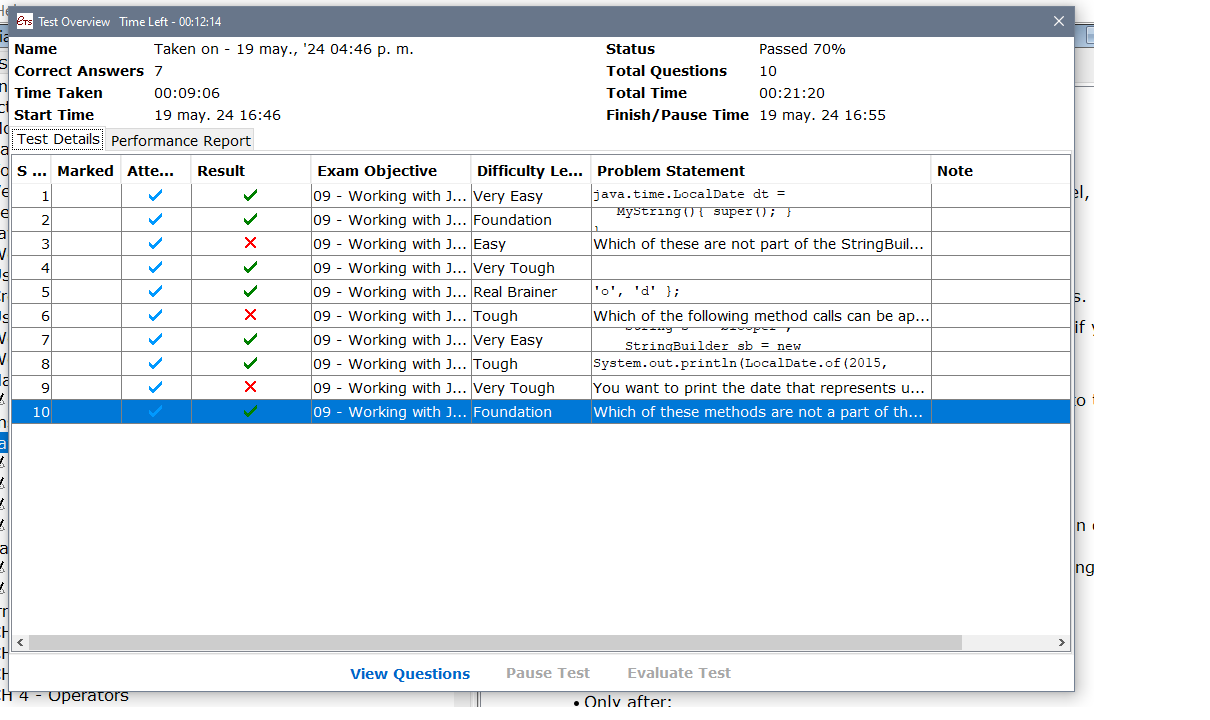 Test Overview Time Left - 00:12:14
Name Taken on - 19 may., '24 04:46 p. m. Status Passed 70%
Correct Answers 7 Total Questions 10
Time Taken 00:09:06 Total Time 00:21:20
Start Time 19 may. 24 16:46 Finish/Pause Time 19 may. 24 16:55
Test Details Performance Report
S ... Marked Atte... Result Exam Objective Difficulty Le... Problem Statement Note
1 09 - Working with J... Very Easy java.time.LocalDate dt =
2 09 - Working with J... Foundation MyString(){ super(); }
3 09 - Working with J... Easy Which of these are not part of the StringBuil...
4 09 - Working with J... Very Tough
5 09 - Working with J... Real Brainer 'o', 'd' };
6 09 - Working with J... Tough Which of the following method calls can be ap...
7 09 - Working with J... Very Easy StringBuilder sb = new
8 09 - Working with J... Tough System.out.println(LocalDate.of(2015,
9 09 - Working with J... Very Tough You want to print the date that represents u...
10 09 - Working with J... Foundation Which of these methods are not a part of th...
View Questions Pause Test Evaluate Test
CH 4 - Operators
• Only after: